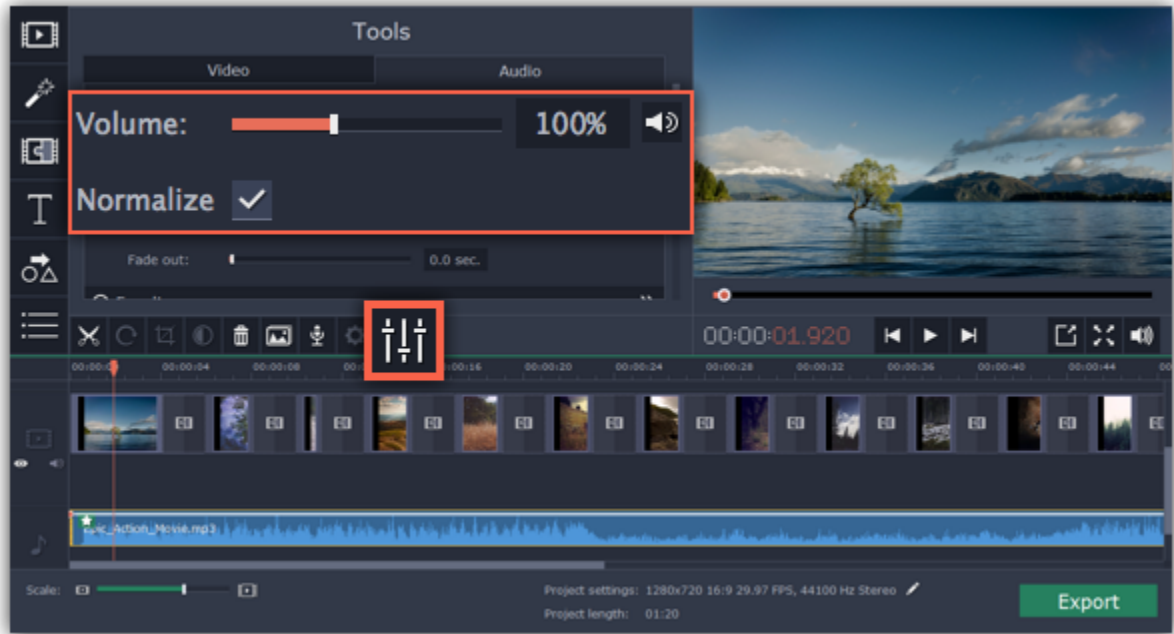 Tools
Video Audio
Volume: 100%
Normalize
Fade out: 0.0 sec.
T
00:00:01.920
00:00:04 00:00:08 00:00:20 00:00:24 00:00:28 00:00:32 00:00:36 00:00:40 00:00:44
Epic_Action_Movie.mp3
Scale:
Project settings: 1280x720 16:9 29.97 FPS, 44100 Hz Stereo
Project length: 01:20
Export